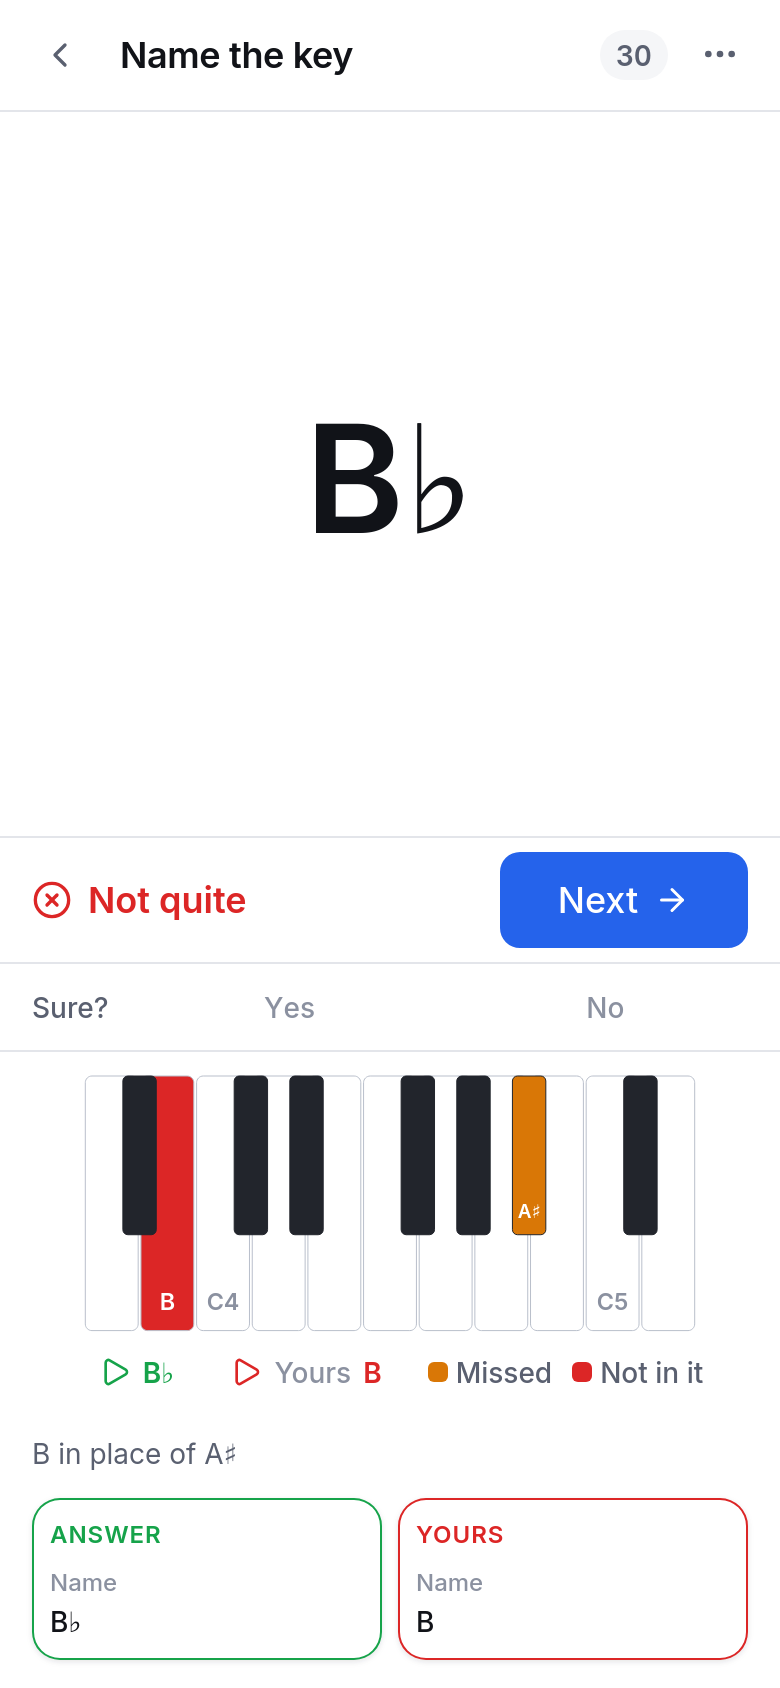 Name the key
30
B♭
Not quite
Next
Sure?
Yes
No
A♯
B
C4
C5
B♭
Yours B
Missed
Not in it
B in place of A♯
ANSWER
Name
B♭
YOURS
Name
B